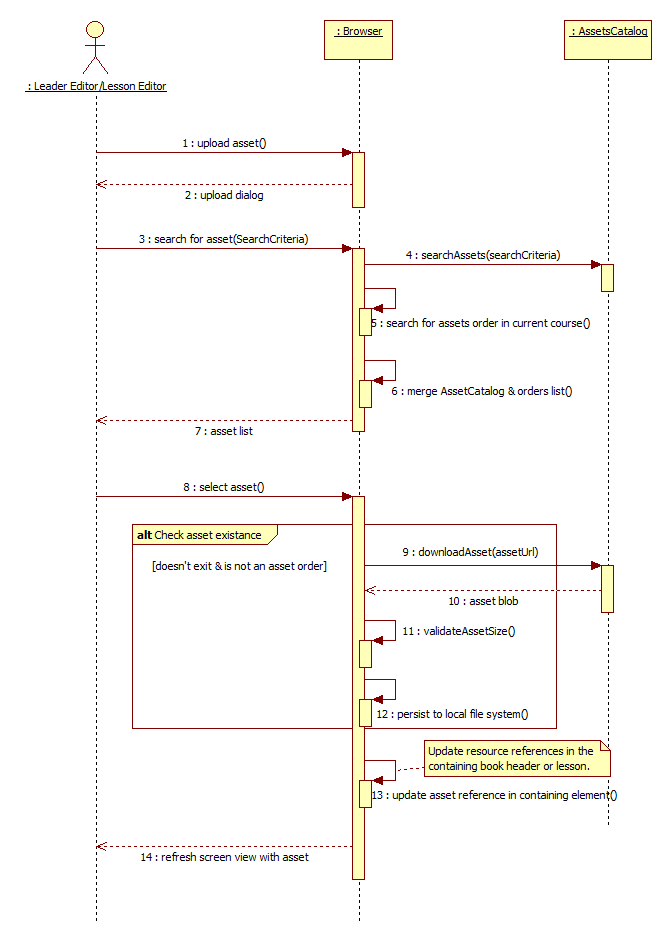 : Browser
: AssetsCatalog
: Leader Editor/Lesson Editor
1 : upload asset()
2 : upload dialog
3 : search for asset(SearchCriteria)
4 : searchAssets(searchCriteria)
5 : search for assets order in current course()
6 : merge AssetCatalog & orders list()
7 : asset list
8 : select asset()
alt Check asset existance
[doesn't exit & is not an asset order]
9 : downloadAsset(assetUrl)
10 : asset blob
11 : validateAssetSize()
12 : persist to local file system()
Update resource references in the
containing book header or lesson.
13 : update asset reference in containing element()
14 : refresh screen view with asset